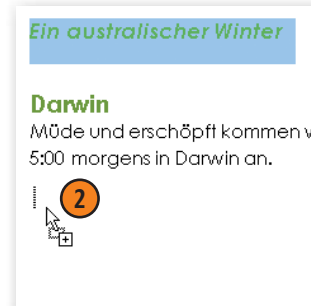 Ein australischer Winter
Darwin
Müde und erschöpft kommen
5:00 morgens in Darwin an.
2